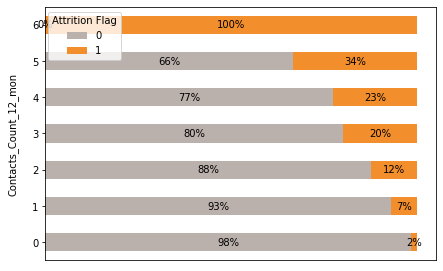 Attrition Flag
0
1
Contacts_Count_12_mon
6 0% 100%
5 66% 34%
4 77% 23%
3 80% 20%
2 88% 12%
1 93% 7%
0 98% 2%